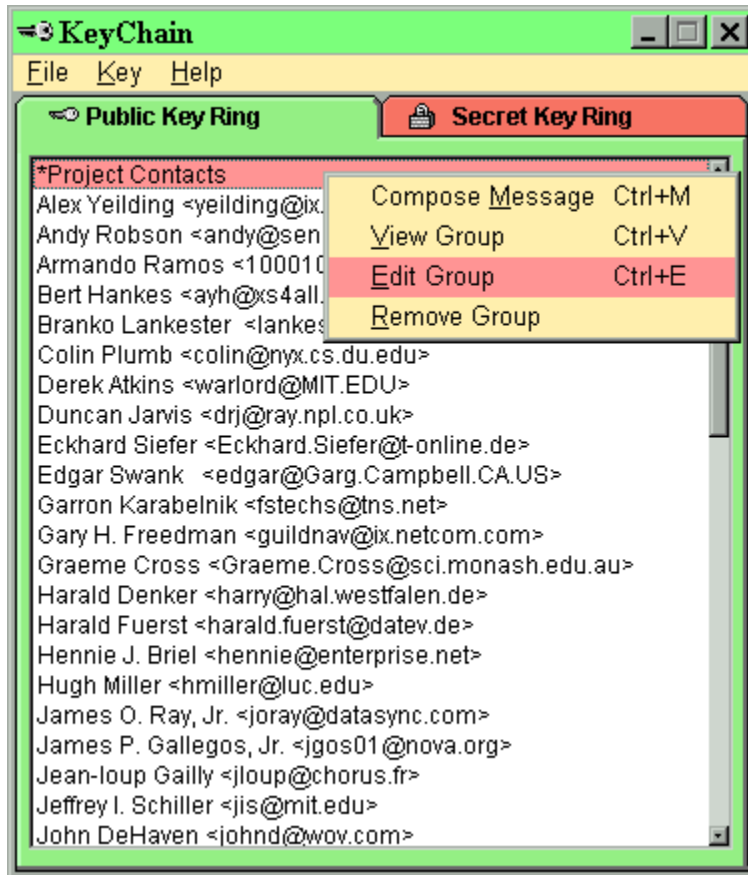 KeyChain
File Key Help
Public Key Ring Secret Key Ring
*Project Contacts
Alex Yeilding <yeilding@ix.
Andy Robson <andy@sen
Armando Ramos <100010
Bert Hankes <ayh@xs4all.
Branko Lankester <lankes
Compose Message Ctrl+M
View Group Ctrl+V
Edit Group Ctrl+E
Remove Group
Colin Plumb <colin@nyx.cs.du.edu>
Derek Atkins <warlord@MIT.EDU>
Duncan Jarvis <drj@ray.npl.co.uk>
Eckhard Siefer <Eckhard.Siefer@t-online.de>
Edgar Swank <edgar@Garg.Campbell.CA.US>
Garron Karabelnik <fstechs@tns.net>
Gary H. Freedman <guildnav@ix.netcom.com>
Graeme Cross <Graeme.Cross@sci.monash.edu.au>
Harald Denker <harry@hal.westfalen.de>
Harald Fuerst <harald.fuerst@datev.de>
Hennie J. Briel <hennie@enterprise.net>
Hugh Miller <hmiller@luc.edu>
James O. Ray, Jr. <joray@datasync.com>
James P. Gallegos, Jr. <jgos01@nova.org>
Jean-loup Gailly <jloup@chorus.fr>
Jeffrey I. Schiller <jis@mit.edu>
John DeHaven <johnd@wov.com>